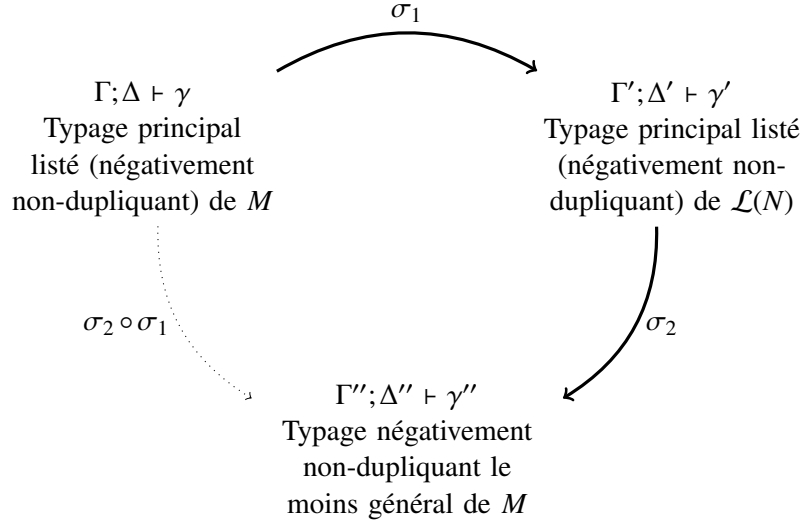 σ₁
Γ; Δ ⊢ γ
Typage principal
listé (négativement
non-dupliquant) de M
Γ′; Δ′ ⊢ γ′
Typage principal listé
(négativement non-
dupliquant) de ℒ(N)
σ₂ ∘ σ₁
σ₂
Γ′′; Δ′′ ⊢ γ′′
Typage négativement
non-dupliquant le
moins général de M